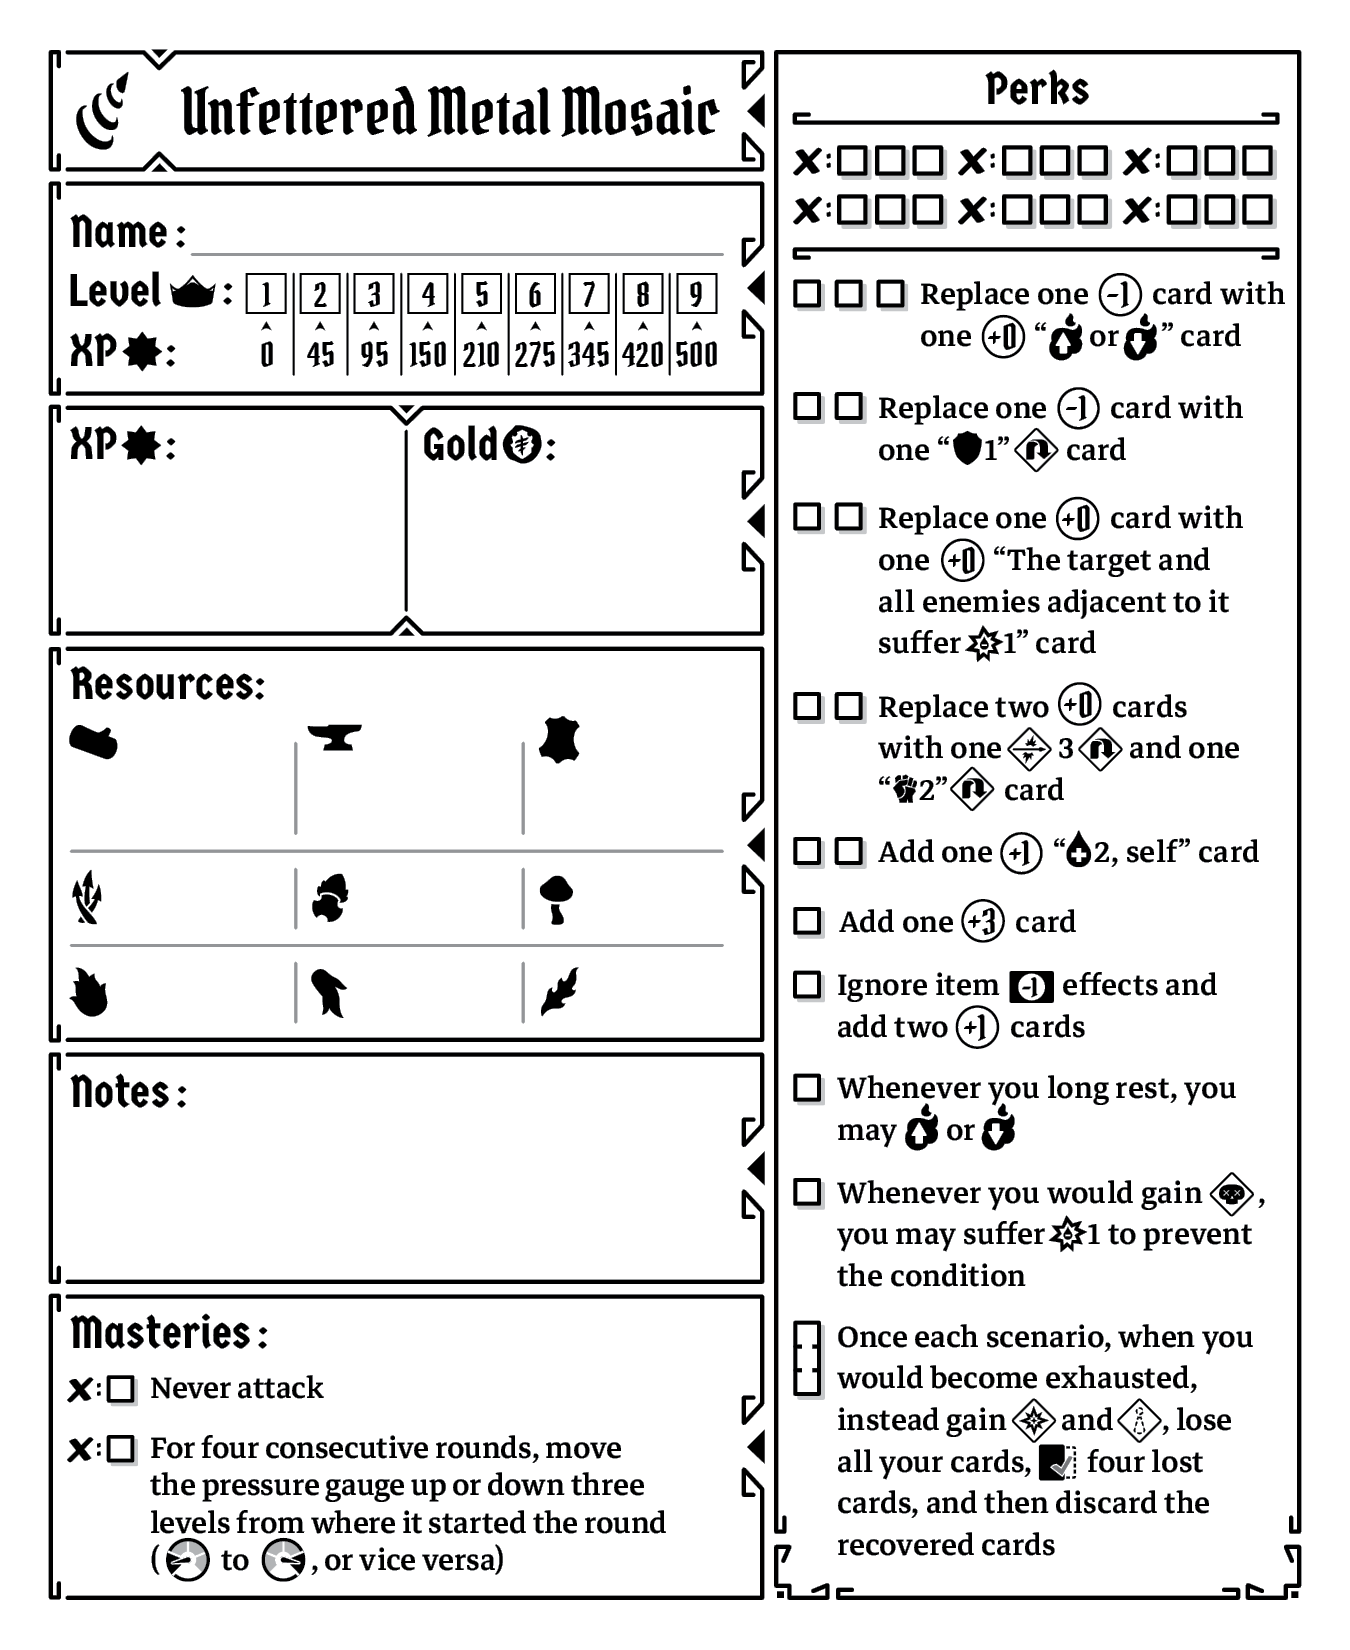 Unfettered Metal Mosaic
Name:
Level : 1 2 3 4 5 6 7 8 9
XP : 0 45 95 150 210 275 345 420 500
XP :
Gold :
Resources:
Notes:
Masteries:
x: Never attack
x: For four consecutive rounds, move
the pressure gauge up or down three
levels from where it started the round
( to , or vice versa)
Perks
x: x: x:
x: x: x:
Replace one -1 card with
one +0 “ or ” card
Replace one -1 card with
one “ 1” card
Replace one +0 card with
one +0 “The target and
all enemies adjacent to it
suffer 1” card
Replace two +0 cards
with one 3 and one
“ 2” card
Add one +1 “ 2, self” card
Add one +3 card
Ignore item -1 effects and
add two +1 cards
Whenever you long rest, you
may or
Whenever you would gain ,
you may suffer 1 to prevent
the condition
Once each scenario, when you
would become exhausted,
instead gain and , lose
all your cards, four lost
cards, and then discard the
recovered cards